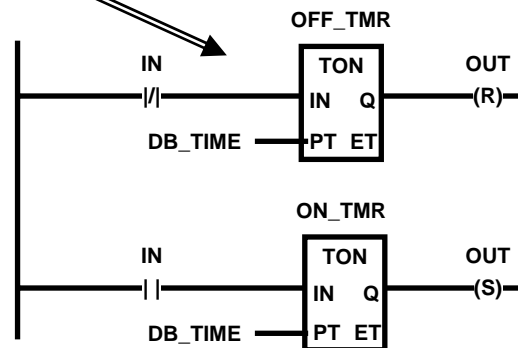 OFF_TMR
IN TON OUT
|/| IN Q (R)
DB_TIME PT ET
ON_TMR
IN TON OUT
| | IN Q (S)
DB_TIME PT ET